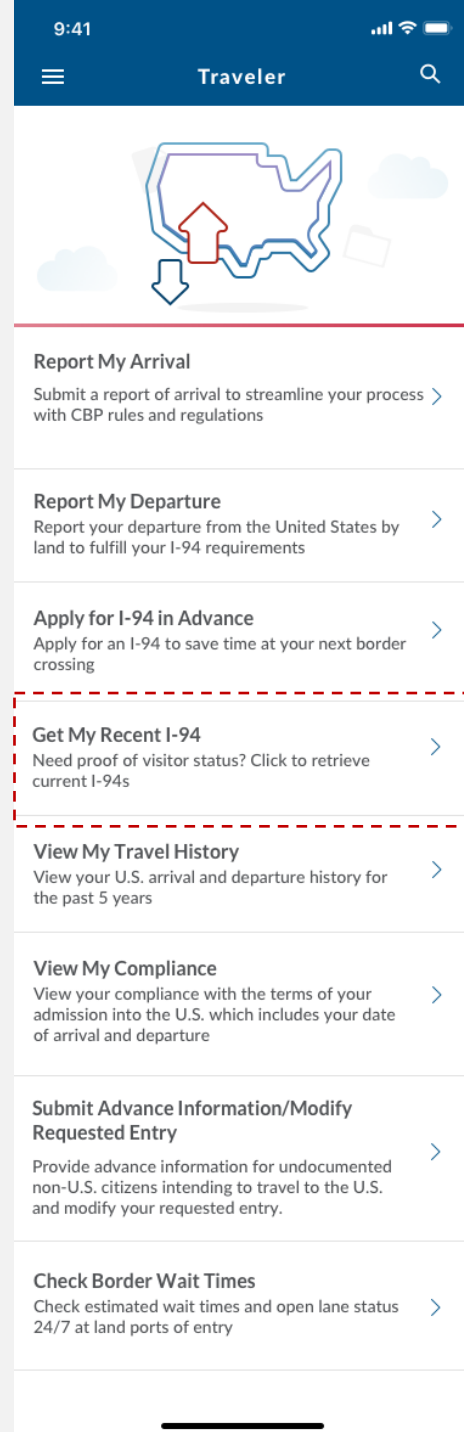 9:41
Traveler
Report My Arrival
Submit a report of arrival to streamline your process
with CBP rules and regulations
Report My Departure
Report your departure from the United States by
land to fulfill your I-94 requirements
Apply for I-94 in Advance
Apply for an I-94 to save time at your next border
crossing
Get My Recent I-94
Need proof of visitor status? Click to retrieve
current I-94s
View My Travel History
View your U.S. arrival and departure history for
the past 5 years
View My Compliance
View your compliance with the terms of your
admission into the U.S. which includes your date
of arrival and departure
Submit Advance Information/Modify
Requested Entry
Provide advance information for undocumented
non-U.S. citizens intending to travel to the U.S.
and modify your requested entry.
Check Border Wait Times
Check estimated wait times and open lane status
24/7 at land ports of entry